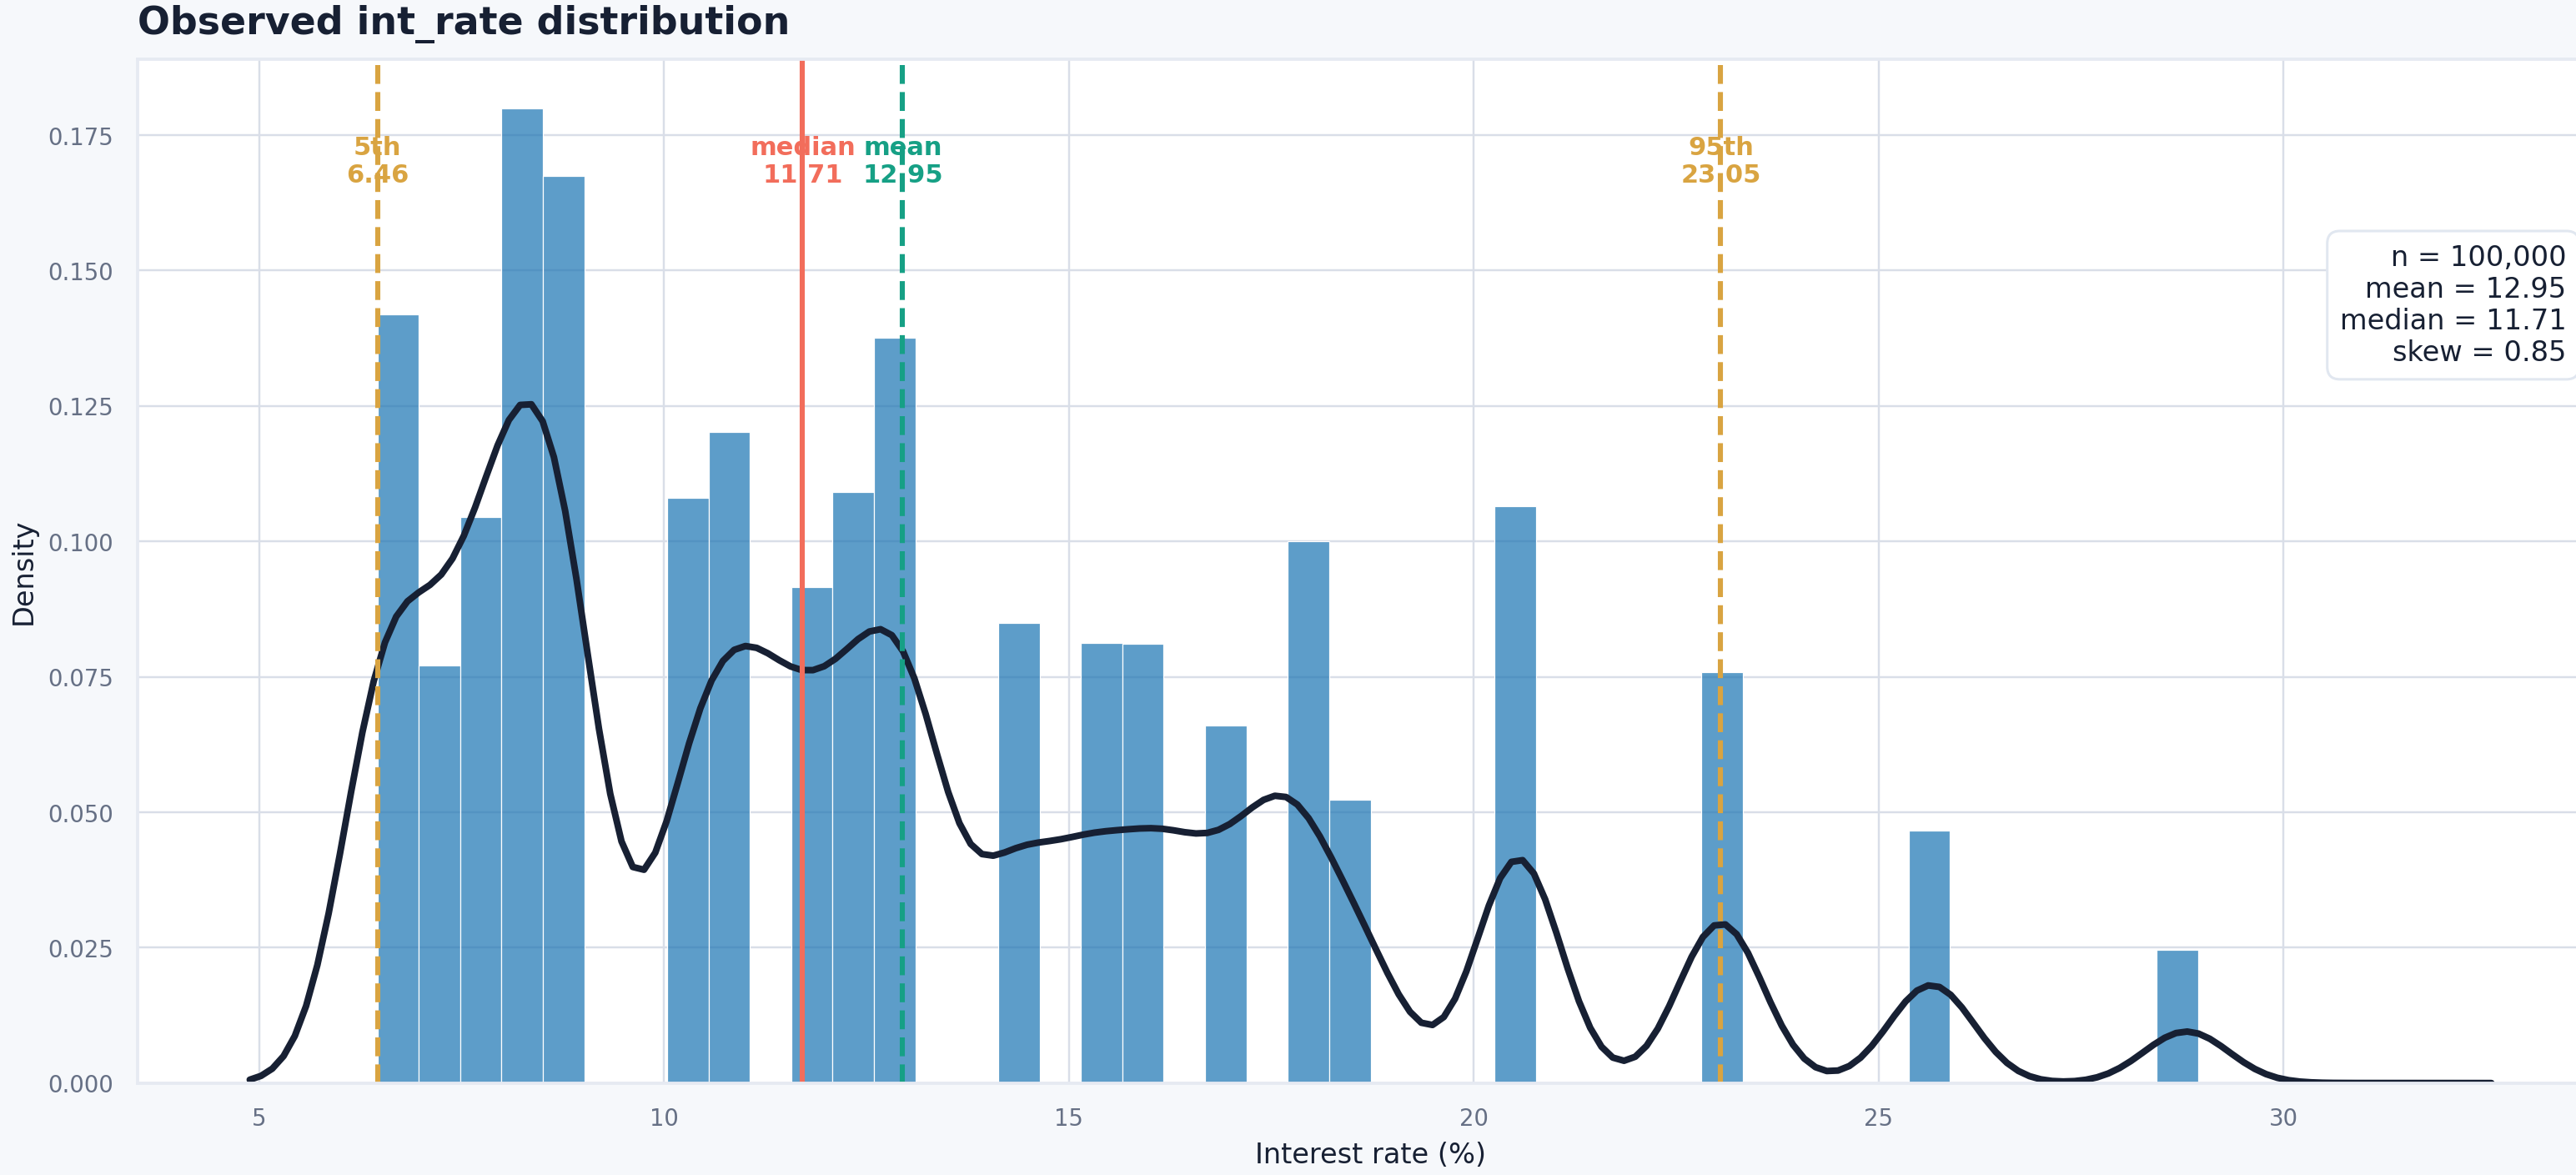 Observed int_rate distribution
5th
6.46
median
11.71
mean
12.95
95th
23.05
n = 100,000
mean = 12.95
median = 11.71
skew = 0.85
Density
0.175
0.150
0.125
0.100
0.075
0.050
0.025
0.000
5
10
15
20
25
30
Interest rate (%)